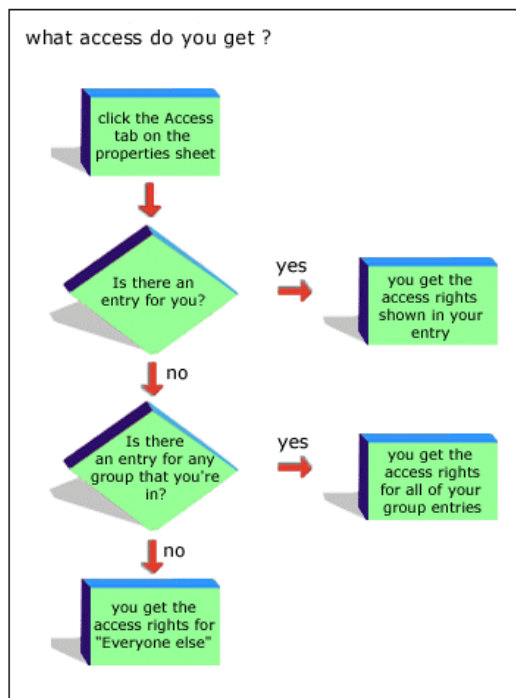 what access do you get ?
click the Access
tab on the
properties sheet
Is there an
entry for you?
yes
you get the
access rights
shown in your
entry
no
Is there
an entry for any
group that you're
in?
yes
you get the
access rights
for all of your
group entries
no
you get the
access rights for
"Everyone else"